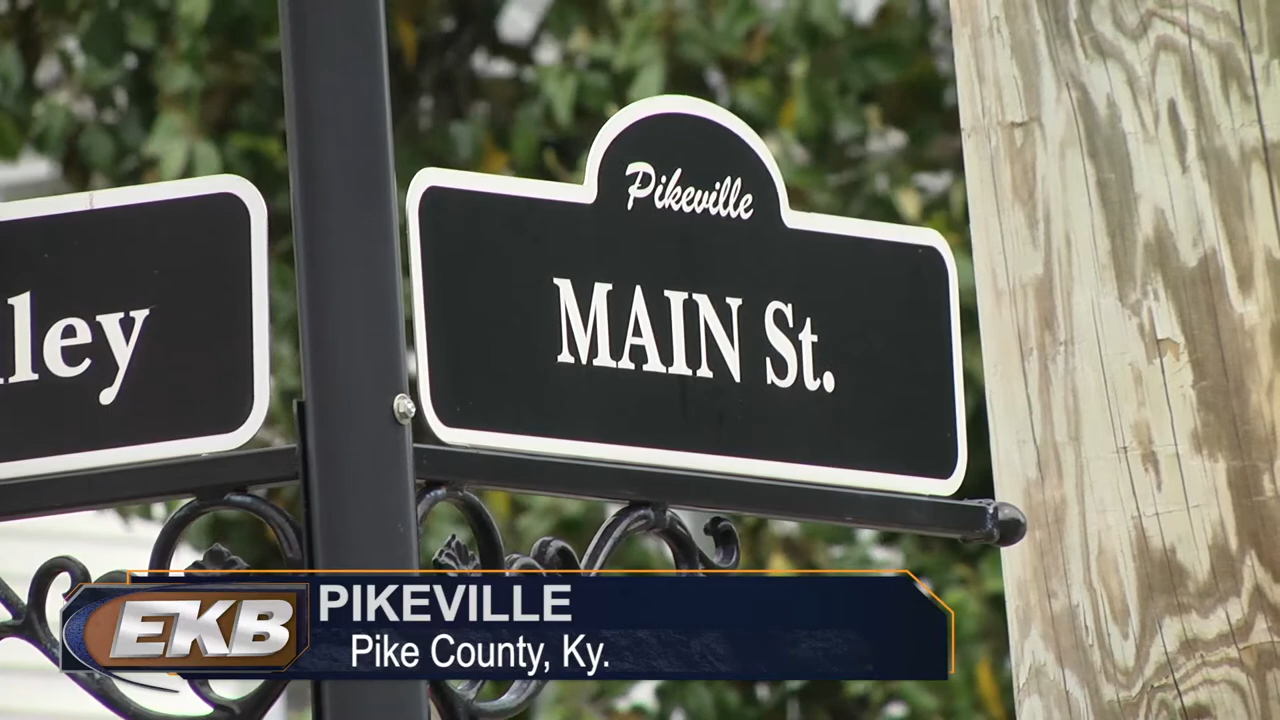 Pikeville
MAIN St.
ley
EKB
PIKEVILLE
Pike County, Ky.